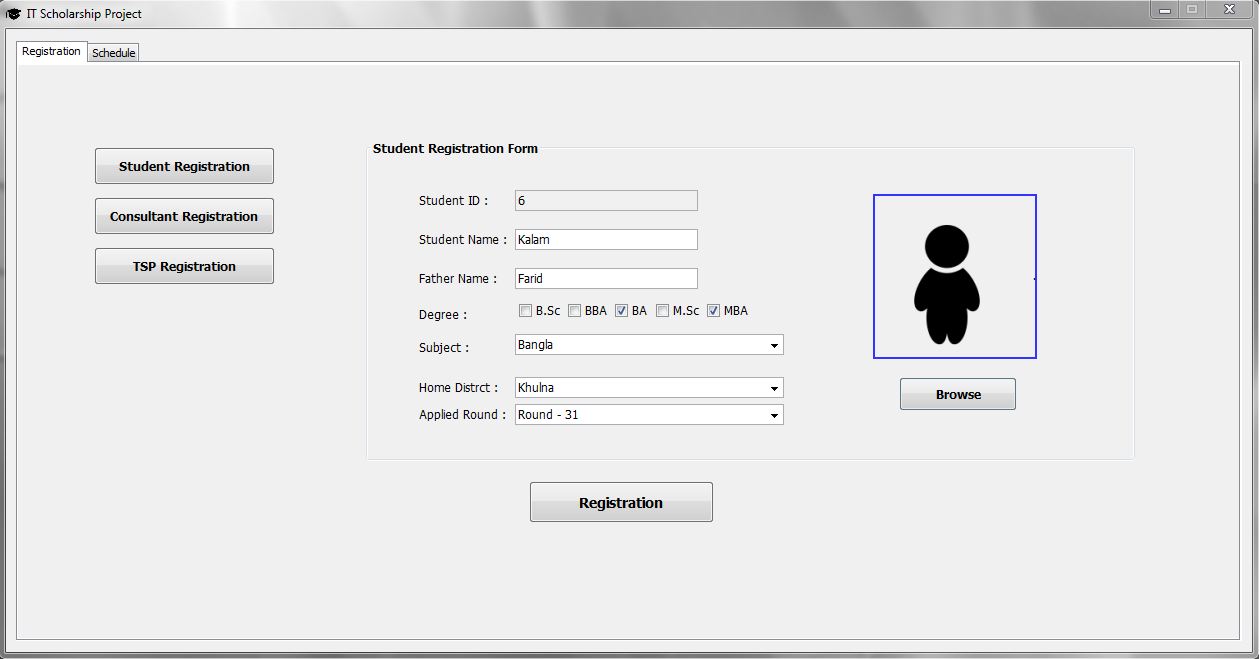 IT Scholarship Project
Registration
Schedule
Student Registration
Consultant Registration
TSP Registration
Student Registration Form
Student ID : 6
Student Name : Kalam
Father Name : Farid
Degree : B.Sc BBA BA M.Sc MBA
Subject : Bangla
Home Distrct : Khulna
Applied Round : Round - 31
Browse
Registration